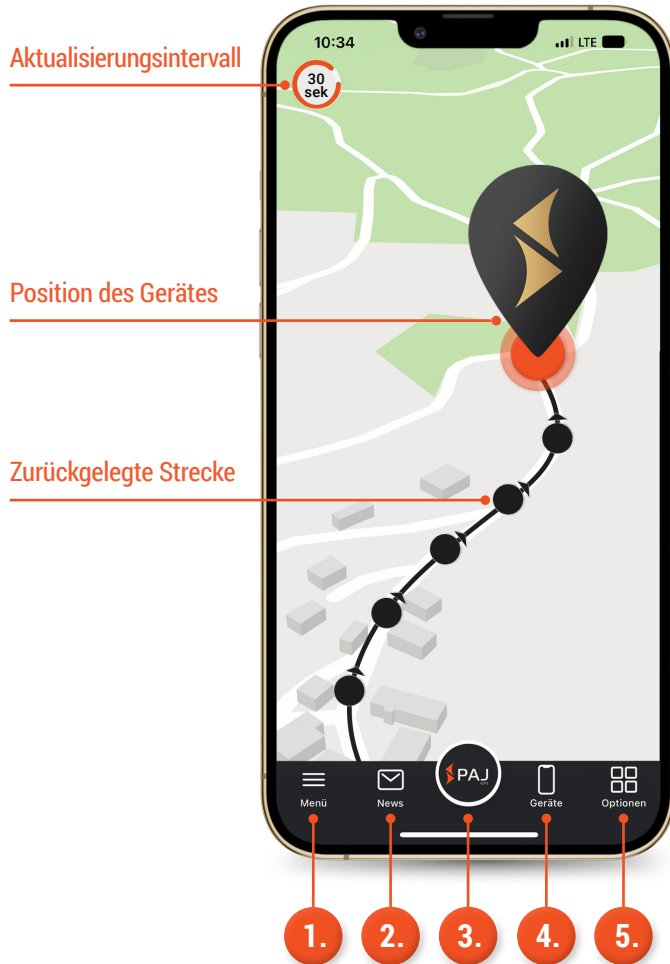 10:34
LTE
Aktualisierungsintervall
30
sek
Position des Gerätes
Zurückgelegte Strecke
PAJ
GPS
Menü
News
Geräte
Optionen
1.
2.
3.
4.
5.